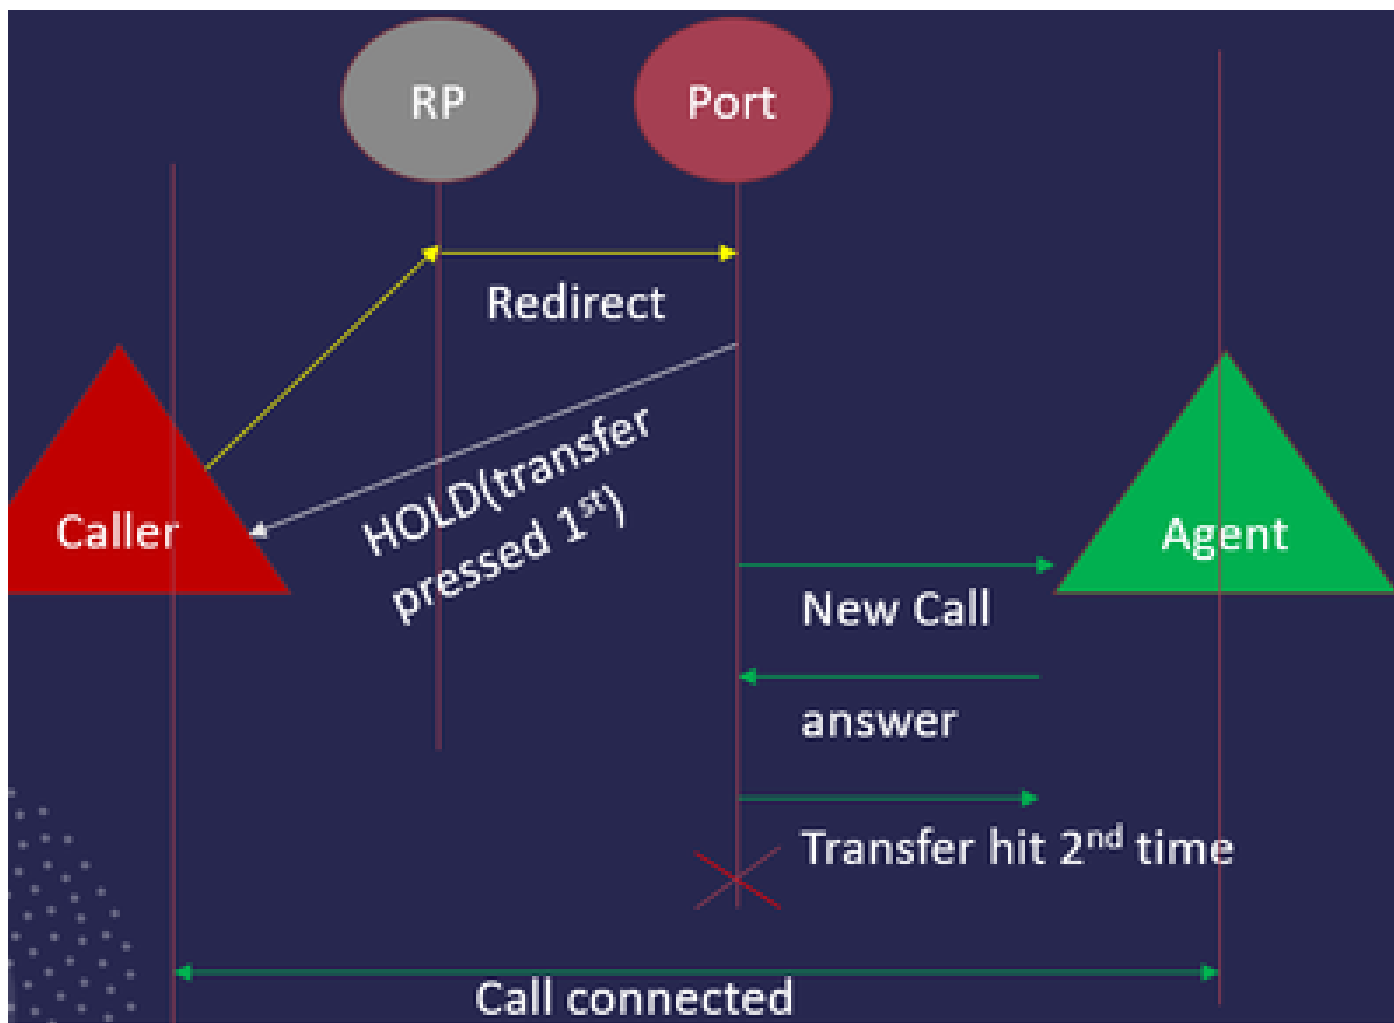 RP
Port
Redirect
HOLD(transfer
pressed 1st)
Caller
Agent
New Call
answer
Transfer hit 2nd time
Call connected